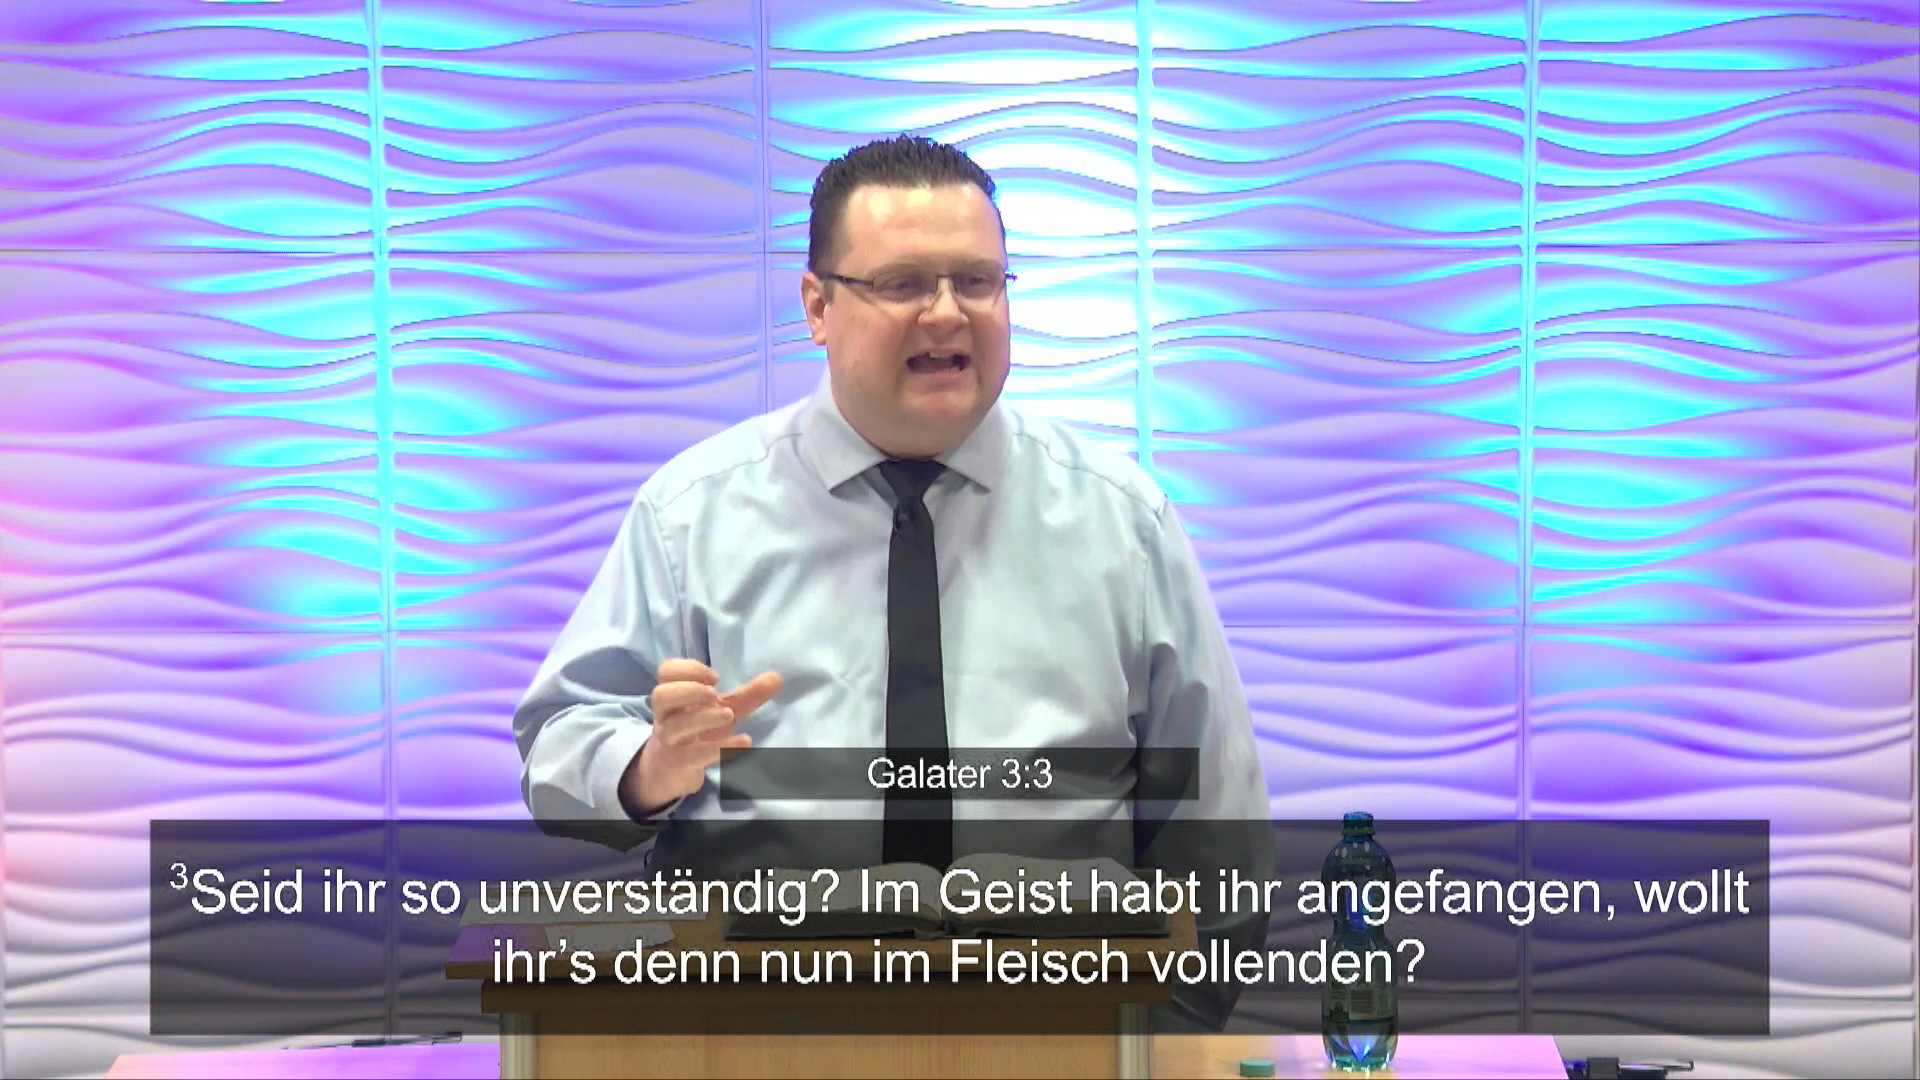 Galater 3:3
³Seid ihr so unverständig? Im Geist habt ihr angefangen, wollt
ihr’s denn nun im Fleisch vollenden?